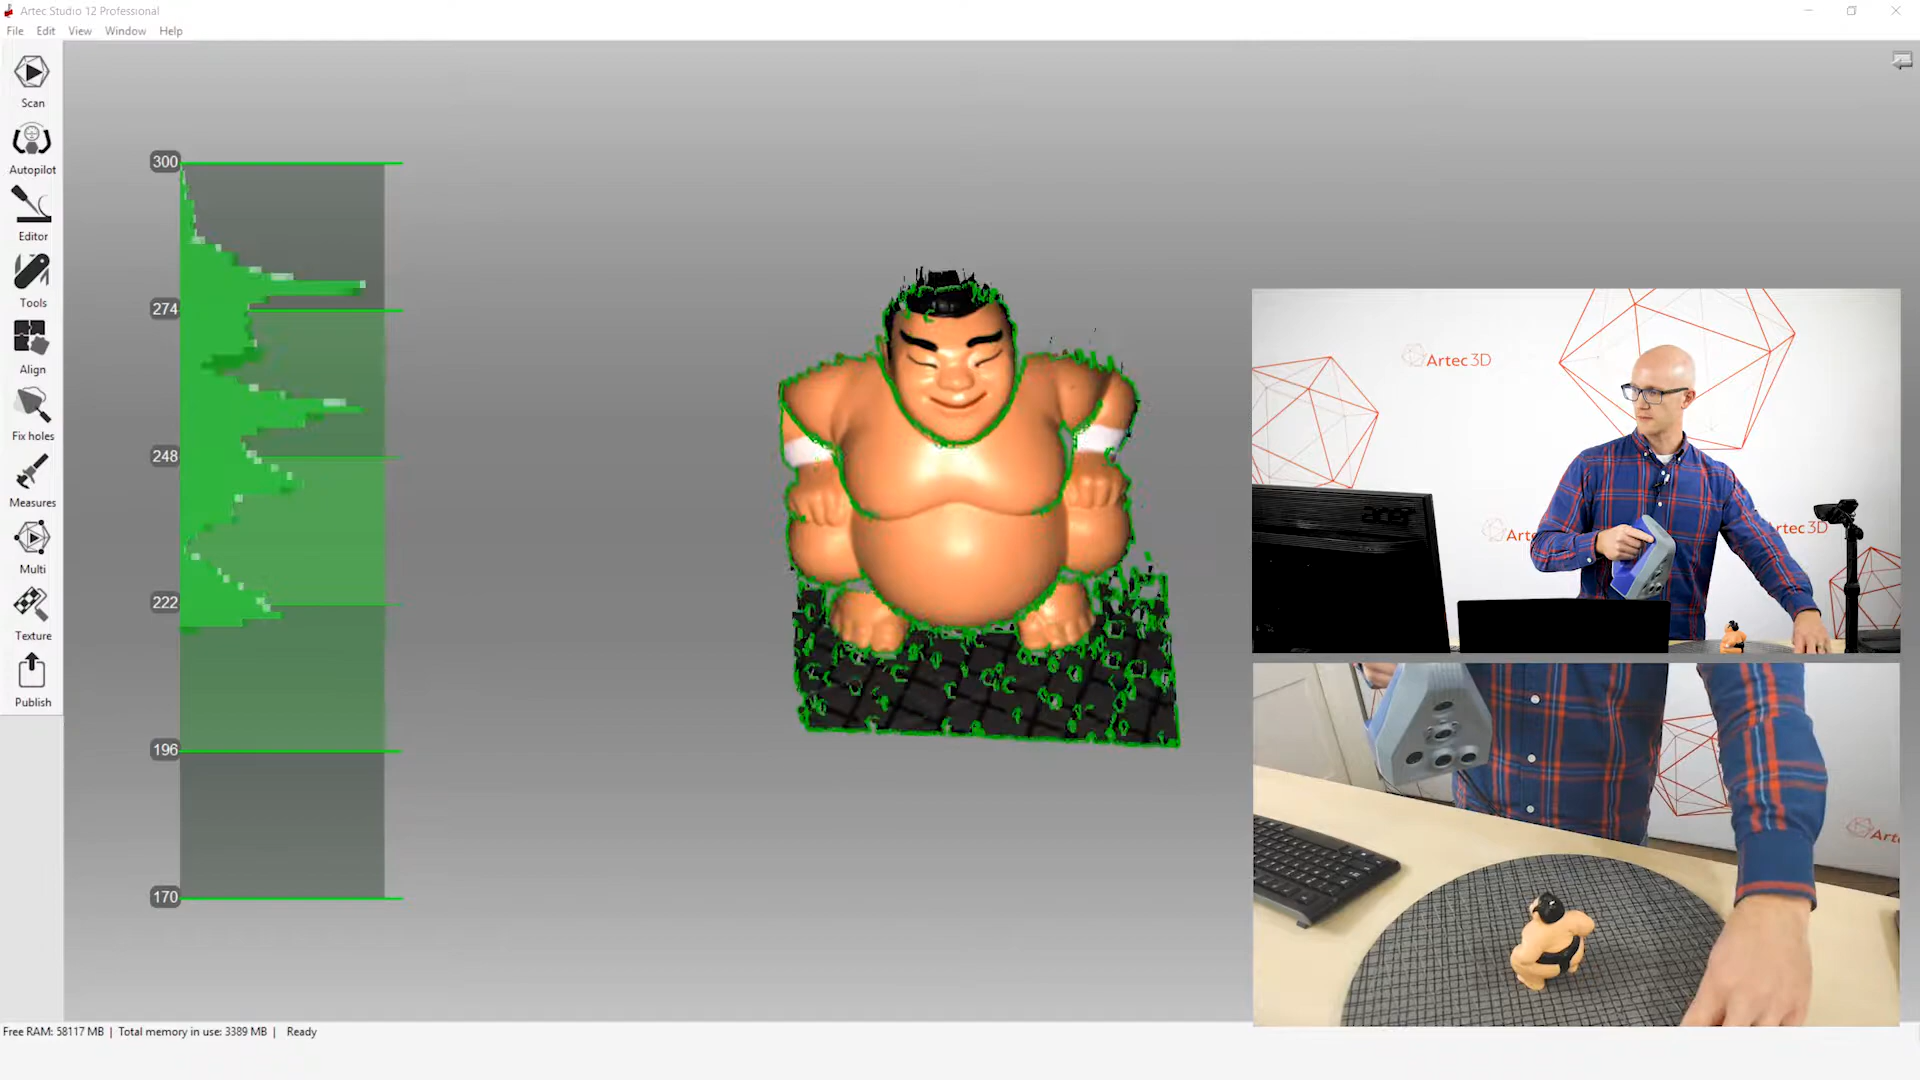 Artec Studio 12 Professional
File Edit View Window Help
Scan
Autopilot
Editor
Tools
Align
Fix holes
Measures
Multi
Texture
Publish
300
274
248
222
196
170
Artec 3D
acer
Arte
Artec 3D
Arte
Free RAM: 58117 MB | Total memory in use: 3389 MB | Ready